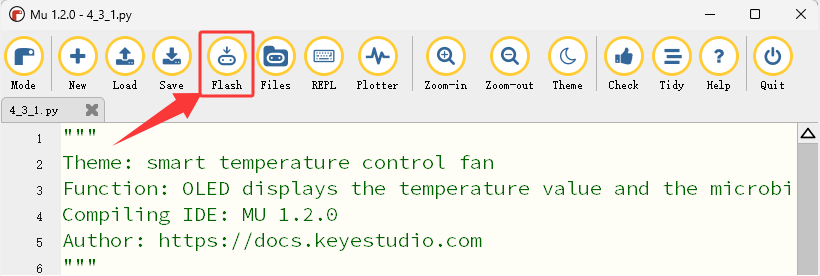 Mu 1.2.0 - 4_3_1.py
Mode New Load Save Flash Files REPL Plotter Zoom-in Zoom-out Theme Check Tidy Help Quit
4_3_1.py
1 """
2 Theme: smart temperature control fan
3 Function: OLED displays the temperature value and the microbi
4 Compiling IDE: MU 1.2.0
5 Author: https://docs.keyestudio.com
6 """